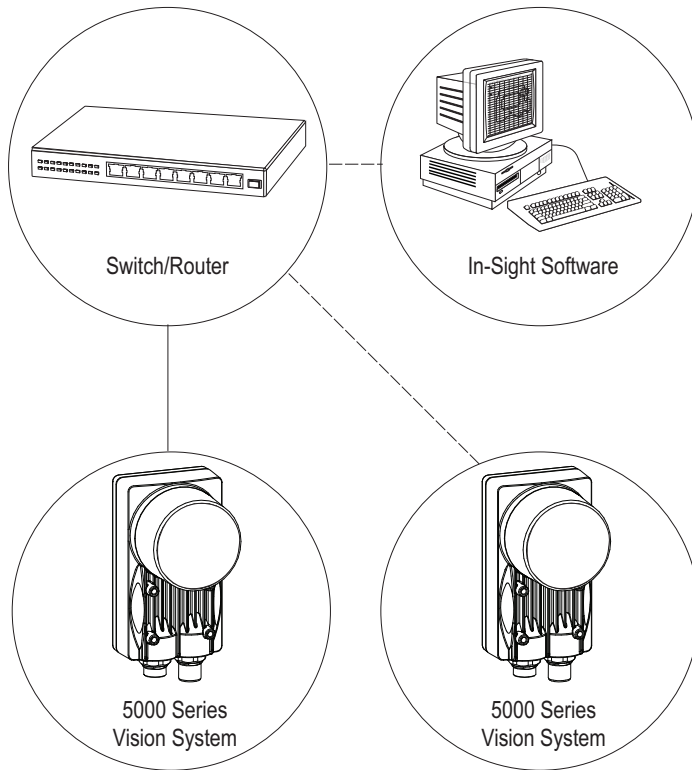 Switch/Router
In-Sight Software
5000 Series
Vision System
5000 Series
Vision System